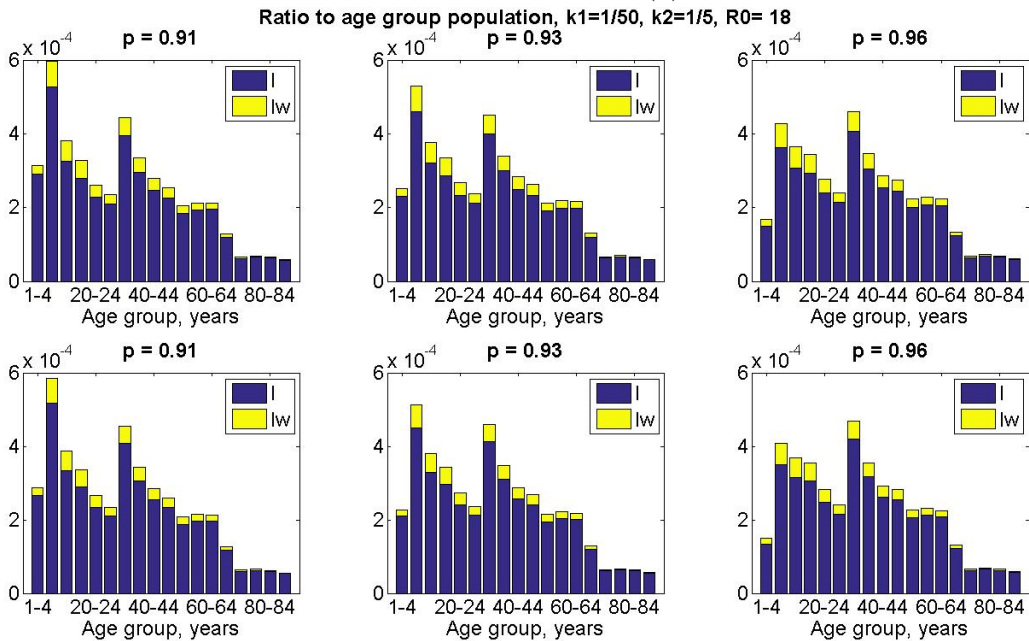 Ratio to age group population, k1=1/50, k2=1/5, R0= 18
p = 0.91
x 10-4
6
4
2
0
I
Iw
1-4 20-24 40-44 60-64 80-84
Age group, years
p = 0.93
x 10-4
6
4
2
0
I
Iw
1-4 20-24 40-44 60-64 80-84
Age group, years
p = 0.96
x 10-4
6
4
2
0
I
Iw
1-4 20-24 40-44 60-64 80-84
Age group, years
p = 0.91
x 10-4
6
4
2
0
I
Iw
1-4 20-24 40-44 60-64 80-84
Age group, years
p = 0.93
x 10-4
6
4
2
0
I
Iw
1-4 20-24 40-44 60-64 80-84
Age group, years
p = 0.96
x 10-4
6
4
2
0
I
Iw
1-4 20-24 40-44 60-64 80-84
Age group, years